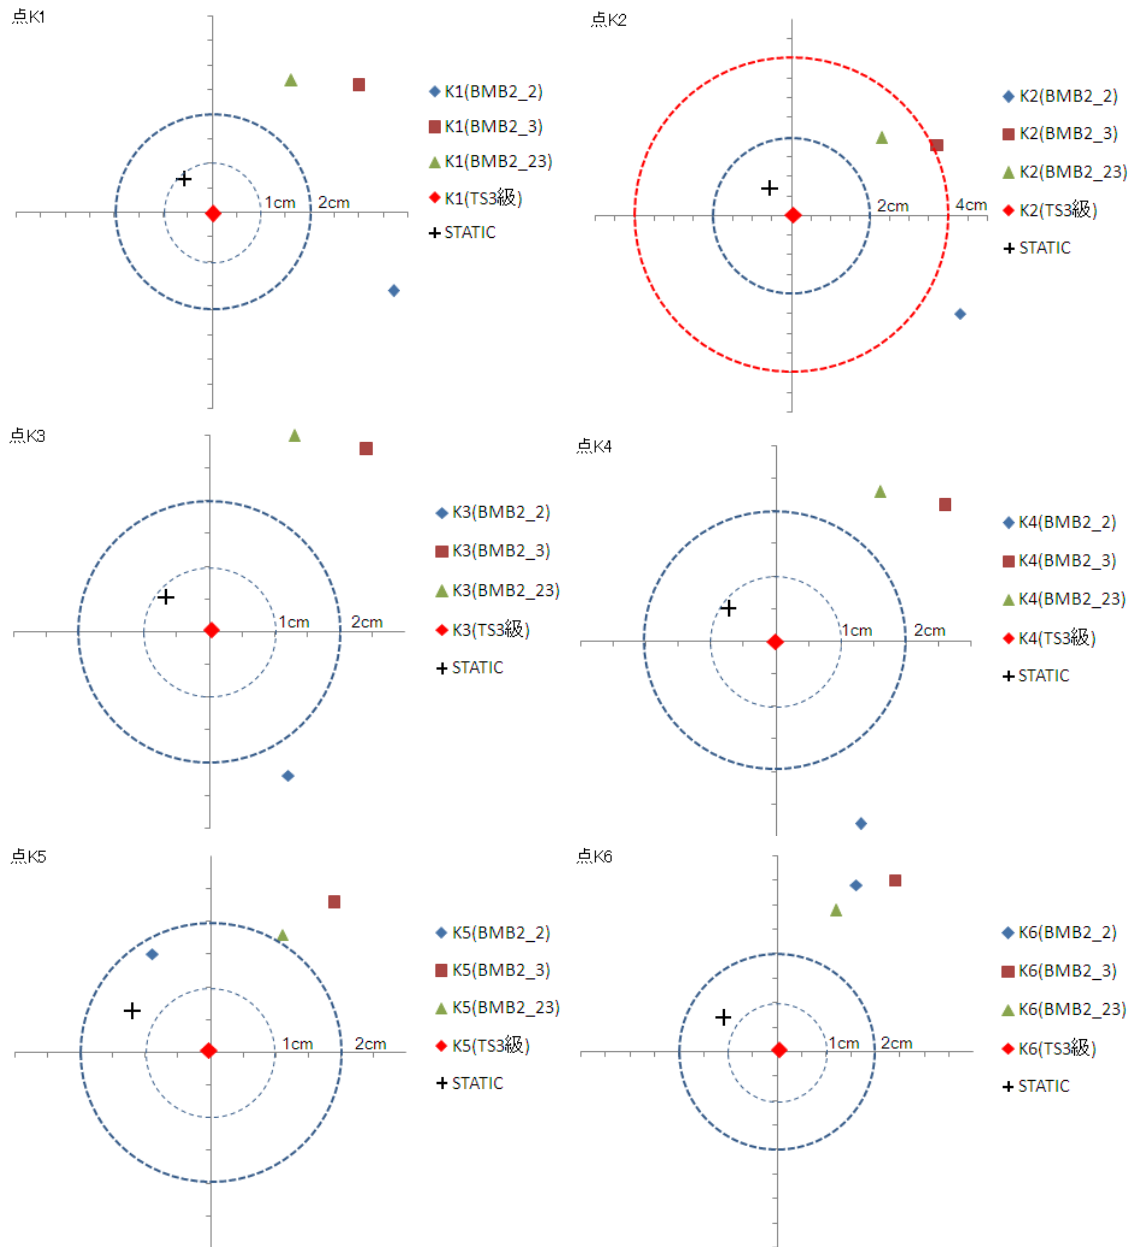 点K1
1cm
2cm
K1(BMB2_2)
K1(BMB2_3)
K1(BMB2_23)
K1(TS3級)
STATIC
点K2
2cm
4cm
K2(BMB2_2)
K2(BMB2_3)
K2(BMB2_23)
K2(TS3級)
STATIC
点K3
1cm
2cm
K3(BMB2_2)
K3(BMB2_3)
K3(BMB2_23)
K3(TS3級)
STATIC
点K4
1cm
2cm
K4(BMB2_2)
K4(BMB2_3)
K4(BMB2_23)
K4(TS3級)
STATIC
点K5
1cm
2cm
K5(BMB2_2)
K5(BMB2_3)
K5(BMB2_23)
K5(TS3級)
STATIC
点K6
1cm
2cm
K6(BMB2_2)
K6(BMB2_3)
K6(BMB2_23)
K6(TS3級)
STATIC